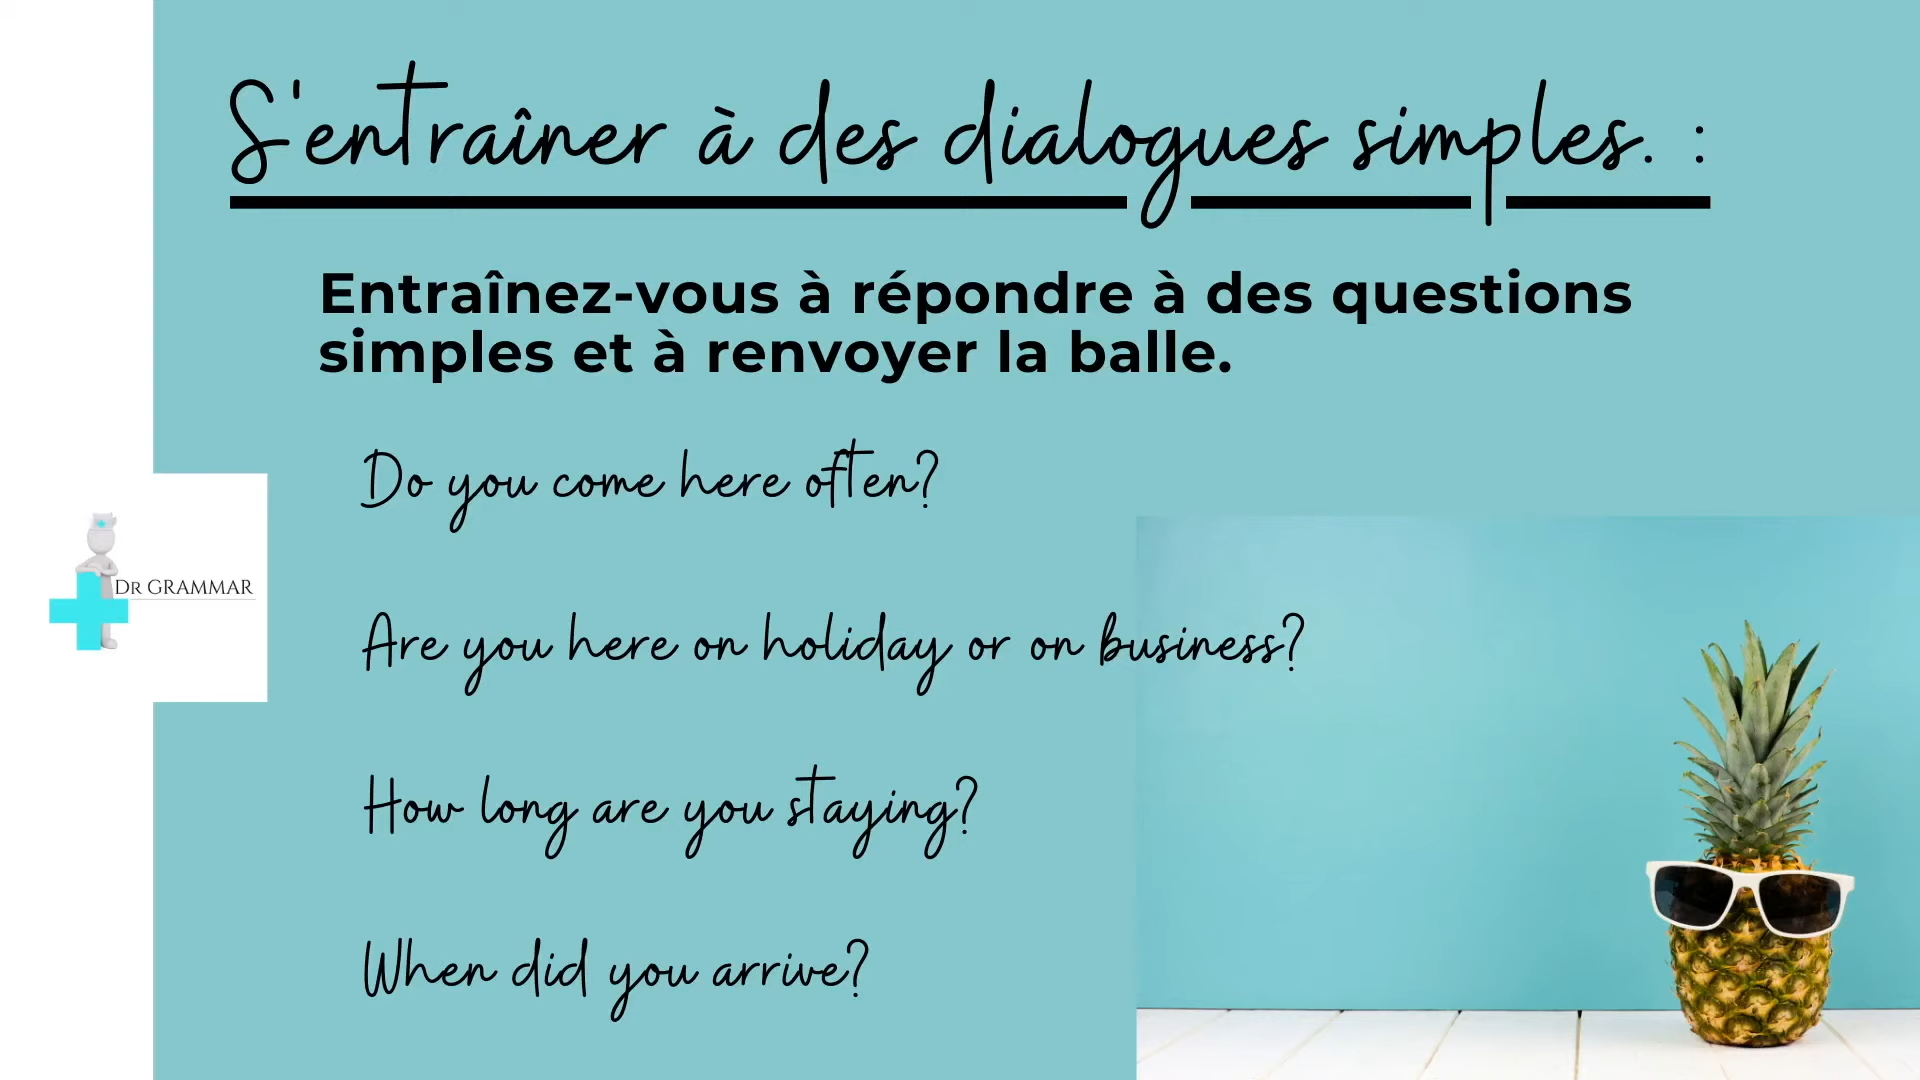 S'entraîner à des dialogues simples. :
Entraînez-vous à répondre à des questions
simples et à renvoyer la balle.
Do you come here often?
Are you here on holiday or on business?
How long are you staying?
When did you arrive?
DR GRAMMAR